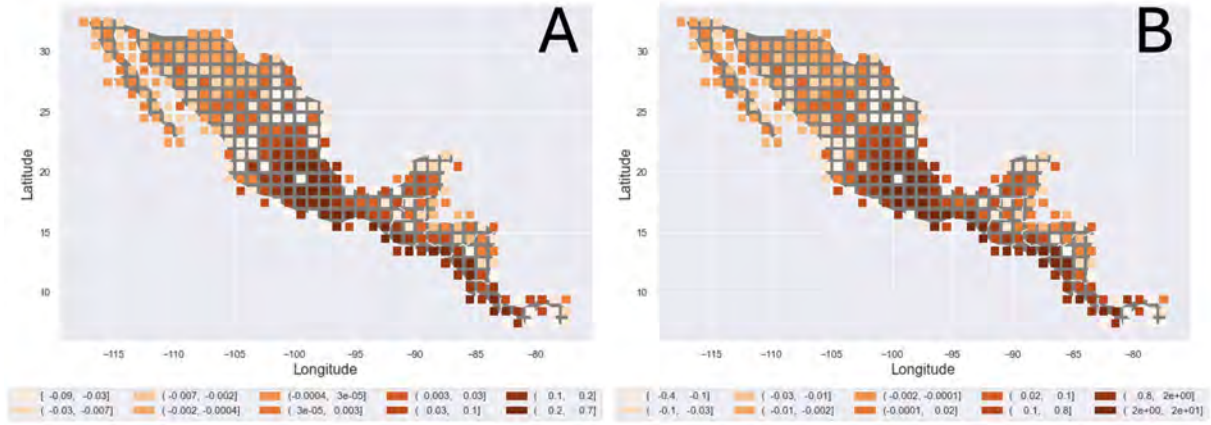 A
B
30
25
20
15
10
Latitude
−115 −110 −105 −100 −95 −90 −85 −80
Longitude
30
25
20
15
10
Latitude
−115 −110 −105 −100 −95 −90 −85 −80
Longitude
[ -0.09, -0.03] (-0.007, -0.002] (-0.0004, 3e-05] ( 0.003, 0.03] ( 0.1, 0.2]
( -0.03, -0.007] (-0.002, -0.0004] ( 3e-05, 0.003] ( 0.03, 0.1] ( 0.2, 0.7]
[ -0.4, -0.1] ( -0.03, -0.01] (-0.002, -0.0001] ( 0.02, 0.1] ( 0.8, 2e+00]
( -0.1, -0.03] ( -0.01, -0.002] (-0.0001, 0.02] ( 0.1, 0.8] ( 2e+00, 2e+01]